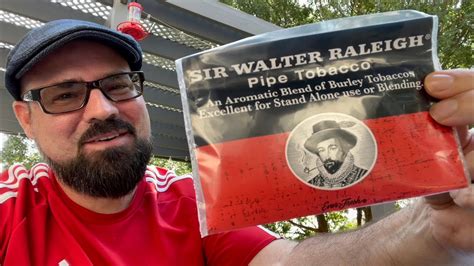 SIR WALTER RALEIGH®
Pipe Tobacco
An Aromatic Blend of Burley Tobaccos
Excellent for Stand Alone use or Blending